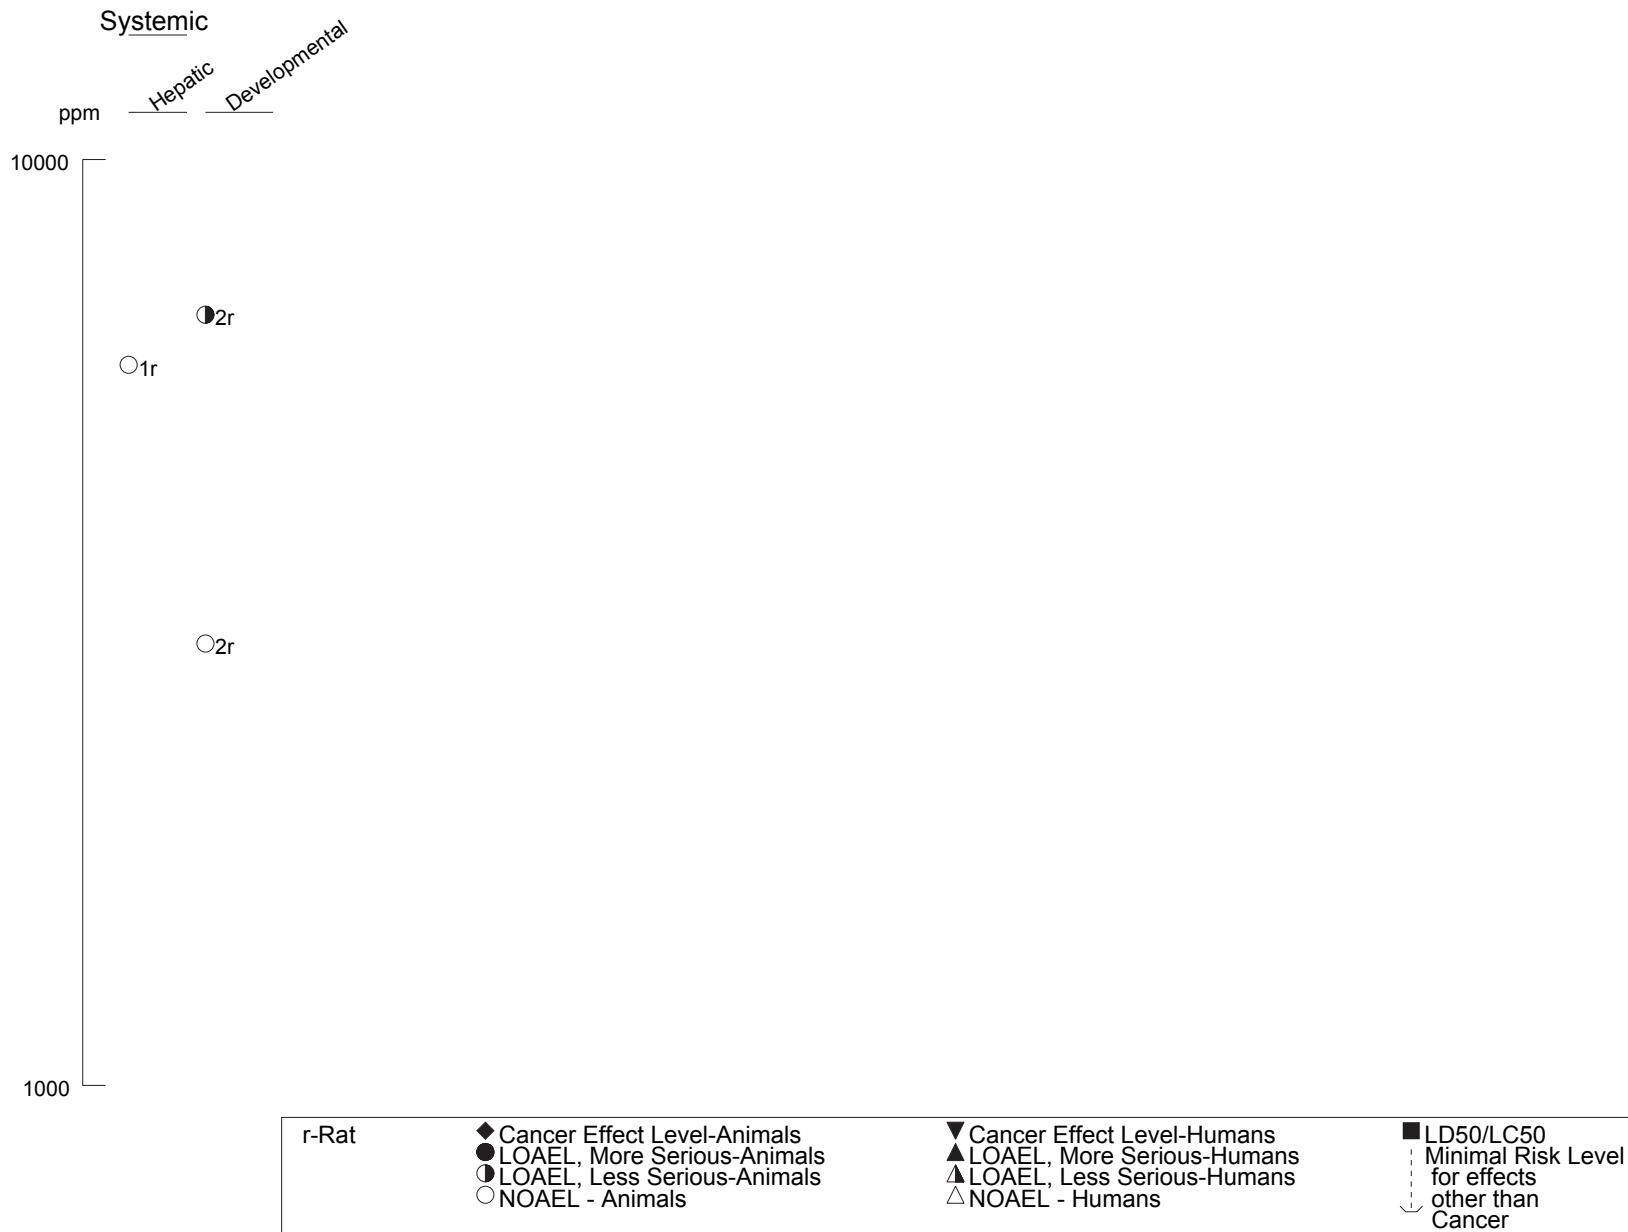 Systemic
Hepatic
Developmental
ppm
10000
2r
1r
2r
1000
r-Rat
Cancer Effect Level-Animals
LOAEL, More Serious-Animals
LOAEL, Less Serious-Animals
NOAEL - Animals
Cancer Effect Level-Humans
LOAEL, More Serious-Humans
LOAEL, Less Serious-Humans
NOAEL - Humans
LD50/LC50
Minimal Risk Level
for effects
other than
Cancer